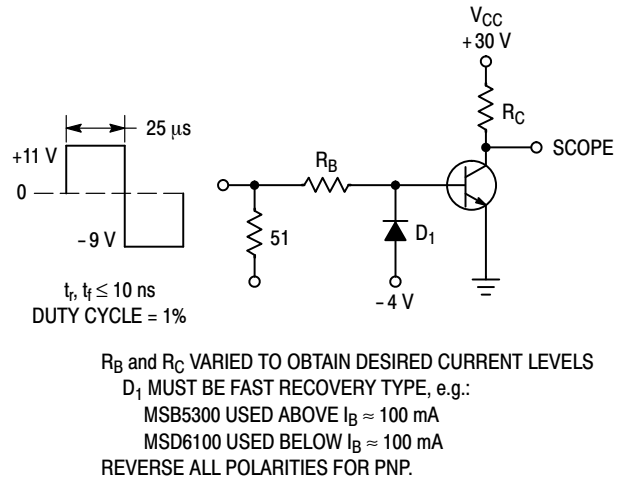 V_CC
+30 V
25 μs
R_C
+11 V
SCOPE
R_B
0
51
D₁
−9 V
−4 V
t_r, t_f ≤ 10 ns
DUTY CYCLE = 1%
R_B and R_C VARIED TO OBTAIN DESIRED CURRENT LEVELS
D₁ MUST BE FAST RECOVERY TYPE, e.g.:
MSB5300 USED ABOVE I_B ≈ 100 mA
MSD6100 USED BELOW I_B ≈ 100 mA
REVERSE ALL POLARITIES FOR PNP.